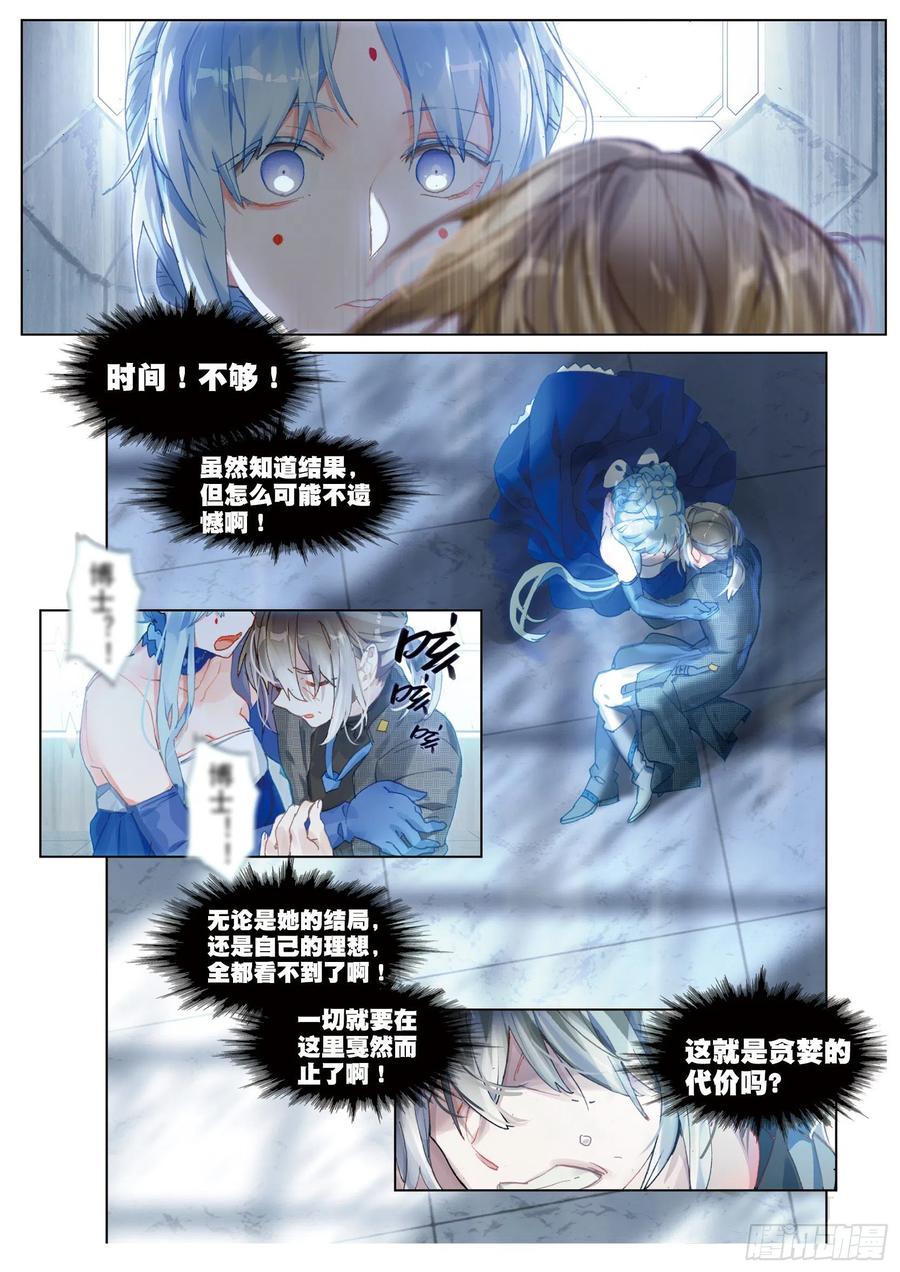 时间！不够！
虽然知道结果，
但怎么可能不遗
憾啊！
博士？！
咳
咳
咳
博士！！
无论是她的结局，
还是自己的理想，
全都看不到了啊！
一切就要在
这里戛然而
止了啊！
这就是贪婪的
代价吗？
腾讯动漫